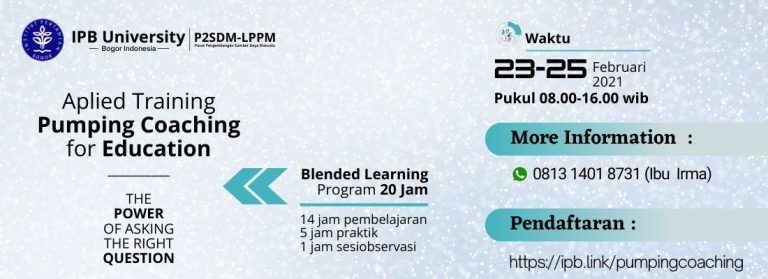 IPB University
Bogor Indonesia
P2SDM-LPPM
Pusat Pengembangan Sumber Daya Manusia
Aplied Training
Pumping Coaching
for Education
THE
POWER
OF ASKING
THE RIGHT
QUESTION
Blended Learning
Program 20 Jam
14 jam pembelajaran
5 jam praktik
1 jam sesiobservasi
Waktu
23-25 Februari
2021
Pukul 08.00-16.00 wib
More Information :
0813 1401 8731 (Ibu Irma)
Pendaftaran :
https://ipb.link/pumpingcoaching